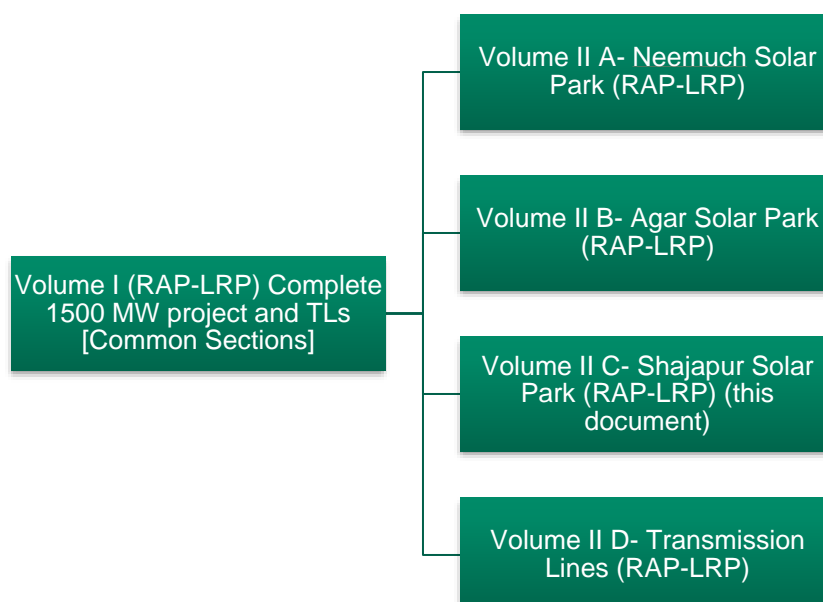 Volume II A- Neemuch Solar
Park (RAP-LRP)
Volume II B- Agar Solar Park
(RAP-LRP)
Volume I (RAP-LRP) Complete
1500 MW project and TLs
[Common Sections]
Volume II C- Shajapur Solar
Park (RAP-LRP) (this
document)
Volume II D- Transmission
Lines (RAP-LRP)